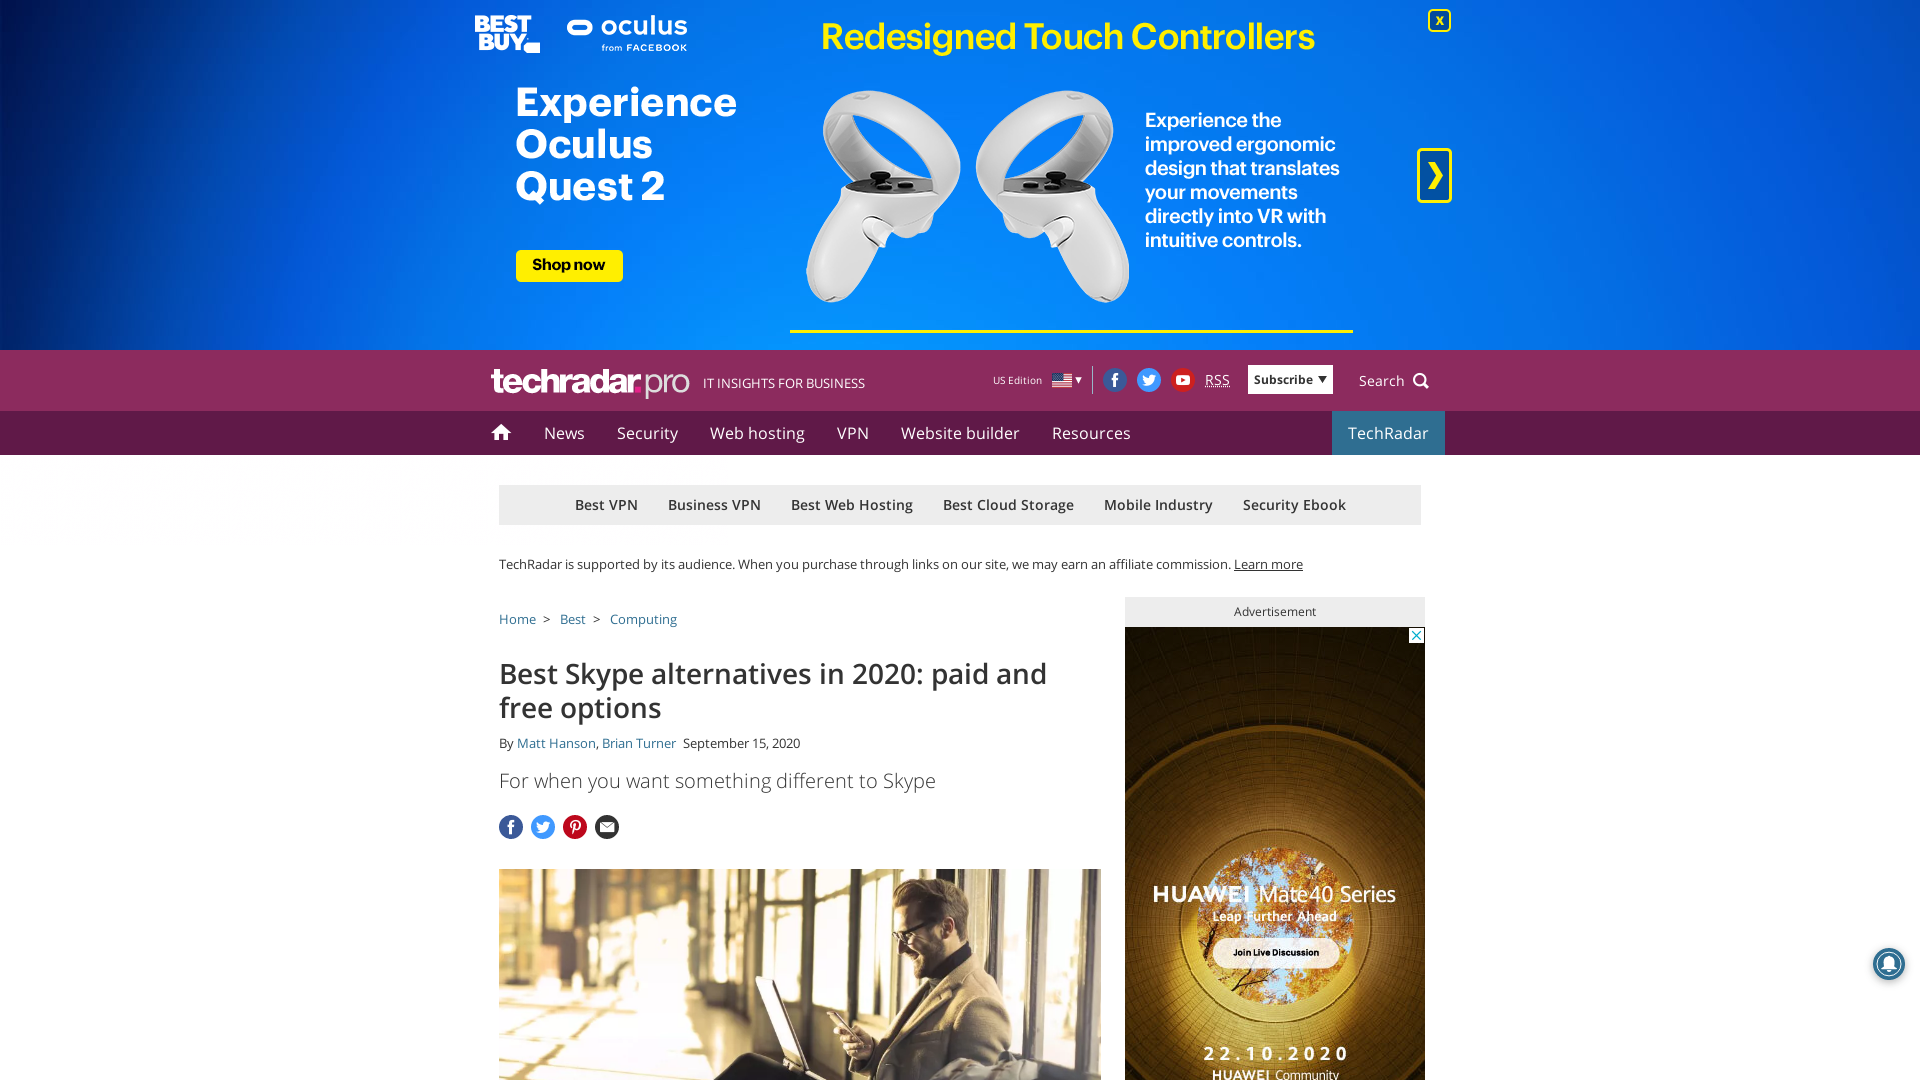 BEST BUY
oculus
from FACEBOOK
Redesigned Touch Controllers
x
Experience
Oculus
Quest 2
Experience the
improved ergonomic
design that translates
your movements
directly into VR with
intuitive controls.
Shop now
techradar.pro IT INSIGHTS FOR BUSINESS
US Edition
RSS
Subscribe
Search
News Security Web hosting VPN Website builder Resources TechRadar
Best VPN Business VPN Best Web Hosting Best Cloud Storage Mobile Industry Security Ebook
TechRadar is supported by its audience. When you purchase through links on our site, we may earn an affiliate commission. Learn more
Home > Best > Computing
Best Skype alternatives in 2020: paid and
free options
By Matt Hanson, Brian Turner September 15, 2020
For when you want something different to Skype
Advertisement
HUAWEI Mate40 Series
Leap Further Ahead
Join Live Discussion
22.10.2020
HUAWEI Community